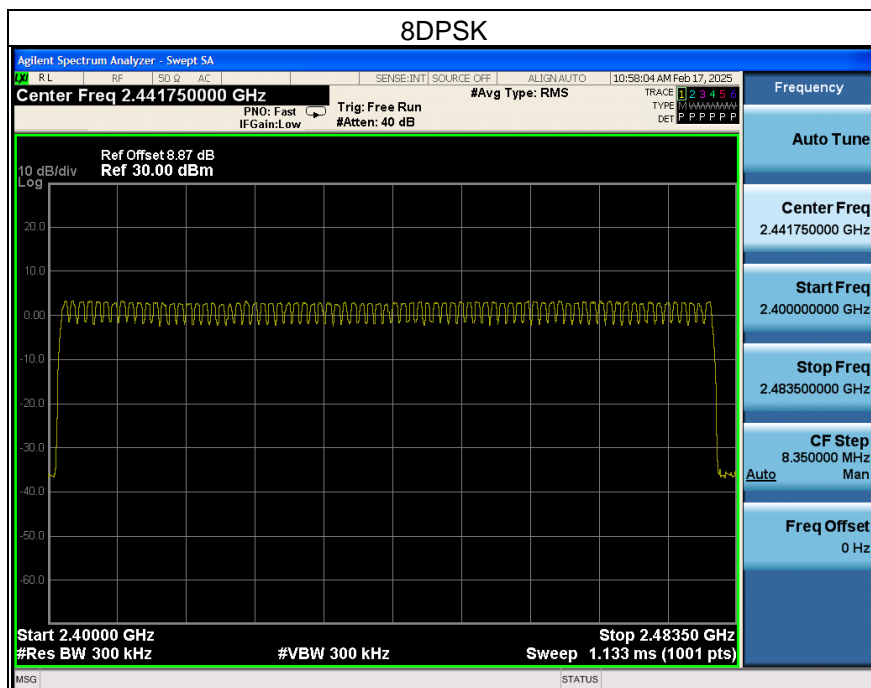 8DPSK
Agilent Spectrum Analyzer - Swept SA
LXI RL RF 50 Ω AC SENSE:INT SOURCE OFF ALIGN AUTO 10:58:04 AM Feb 17, 2025
Center Freq 2.441750000 GHz
#Avg Type: RMS
TRACE 1 2 3 4 5 6
PNO: Fast Trig: Free Run
TYPE M WWWWW
IFGain:Low #Atten: 40 dB
DET P P P P P P
Ref Offset 8.87 dB
10 dB/div Ref 30.00 dBm
Log
20.0
10.0
0.00
-10.0
-20.0
-30.0
-40.0
-50.0
-60.0
Start 2.40000 GHz Stop 2.48350 GHz
#Res BW 300 kHz #VBW 300 kHz Sweep 1.133 ms (1001 pts)
MSG STATUS
Frequency
Auto Tune
Center Freq
2.441750000 GHz
Start Freq
2.400000000 GHz
Stop Freq
2.483500000 GHz
CF Step
8.350000 MHz
Auto Man
Freq Offset
0 Hz